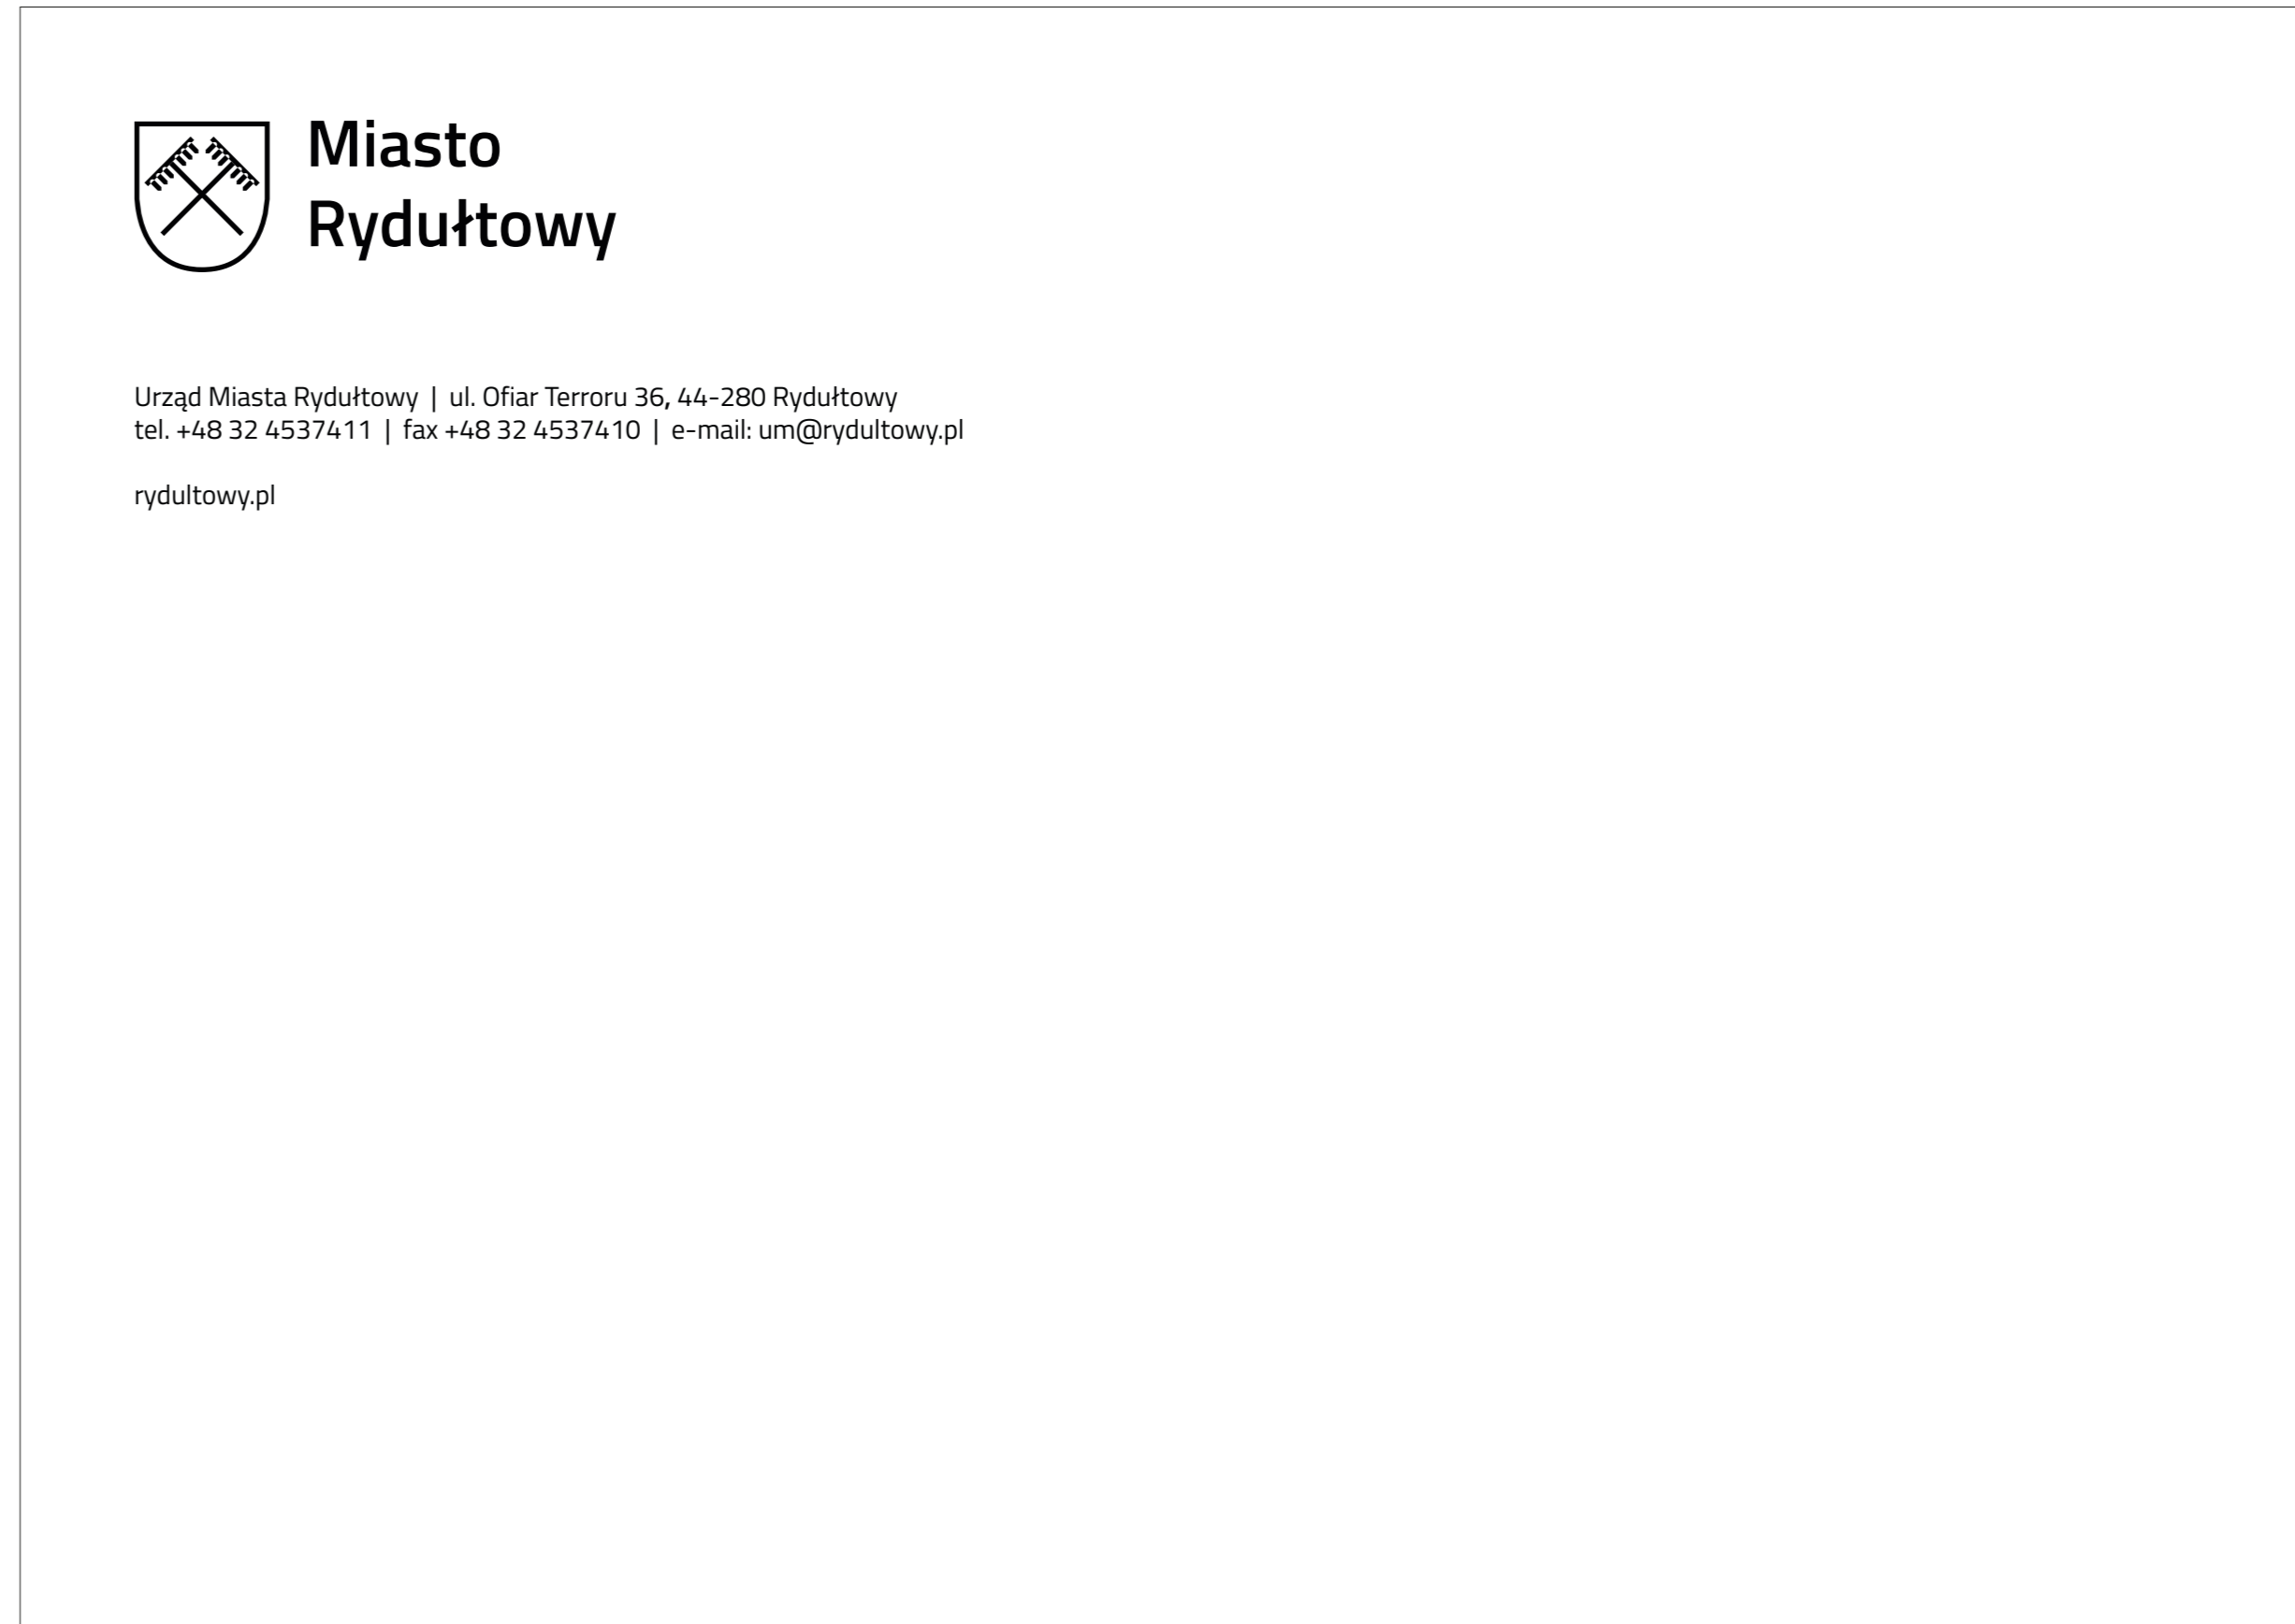 Miasto
Rydułtowy
Urząd Miasta Rydułtowy | ul. Ofiar Terroru 36, 44-280 Rydułtowy
tel. +48 32 4537411 | fax +48 32 4537410 | e-mail: um@rydultowy.pl
rydultowy.pl